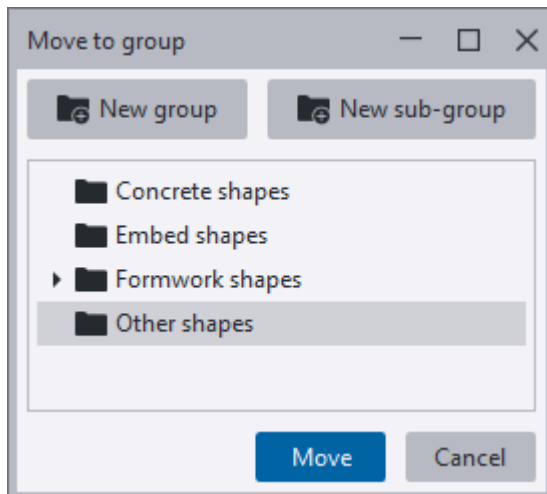 Move to group
New group New sub-group
Concrete shapes
Embed shapes
Formwork shapes
Other shapes
Move Cancel